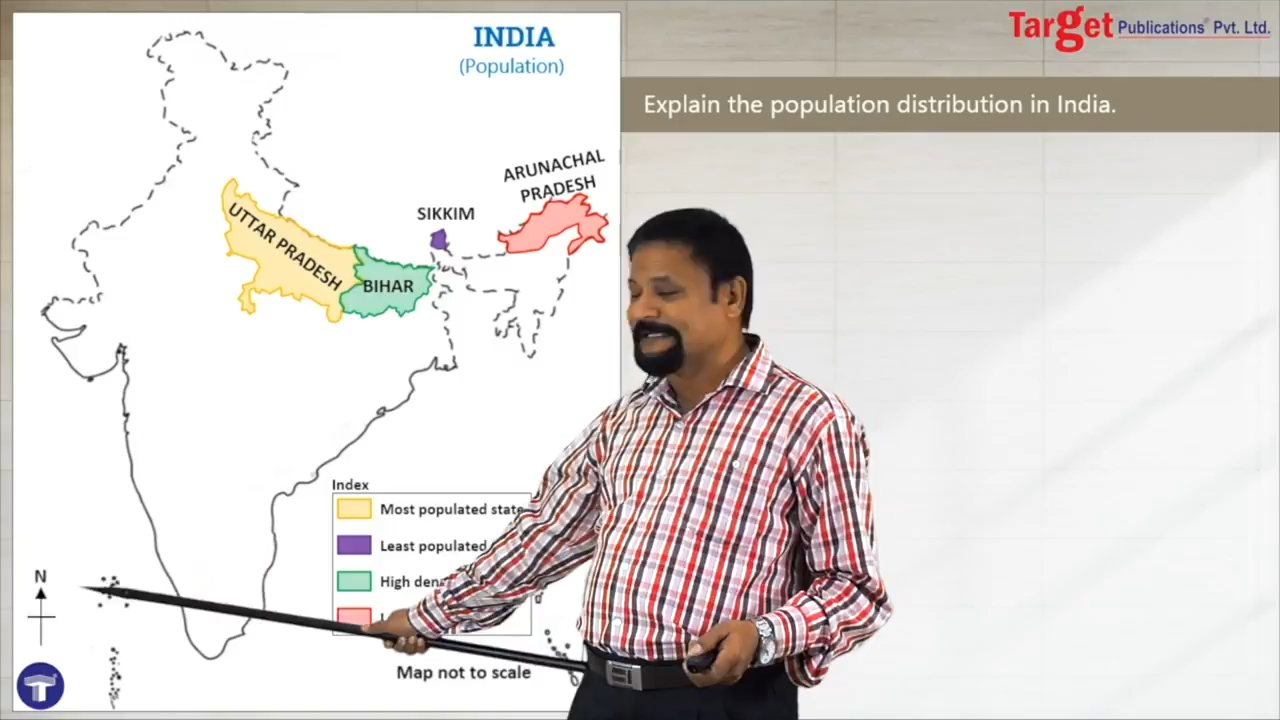 INDIA
(Population)
Target Publications® Pvt. Ltd.
Explain the population distribution in India.
ARUNACHAL
PRADESH
SIKKIM
UTTAR PRADESH
BIHAR
Index
Most populated state
Least populated
High
N
Map not to scale
T